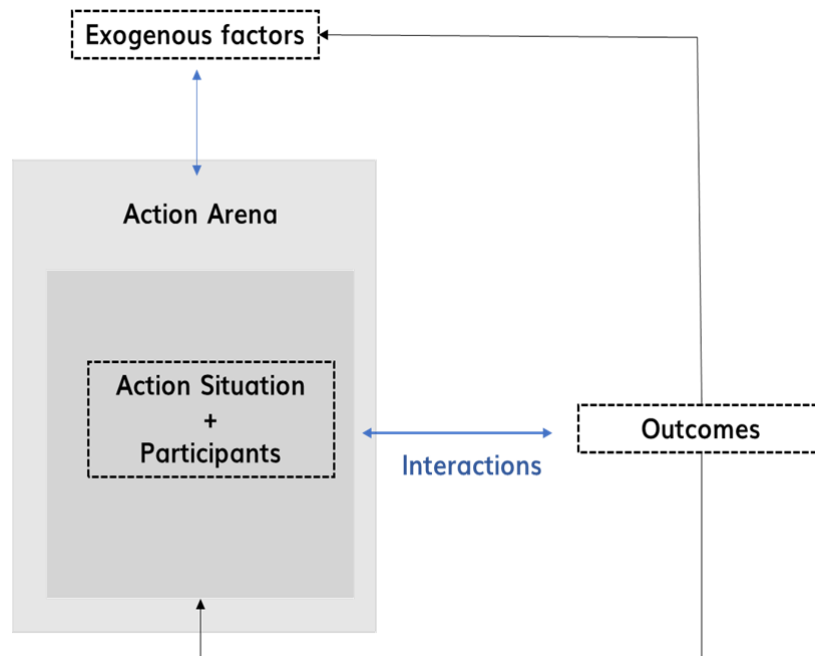 Exogenous factors
Action Arena
Action Situation
+
Participants
Interactions
Outcomes